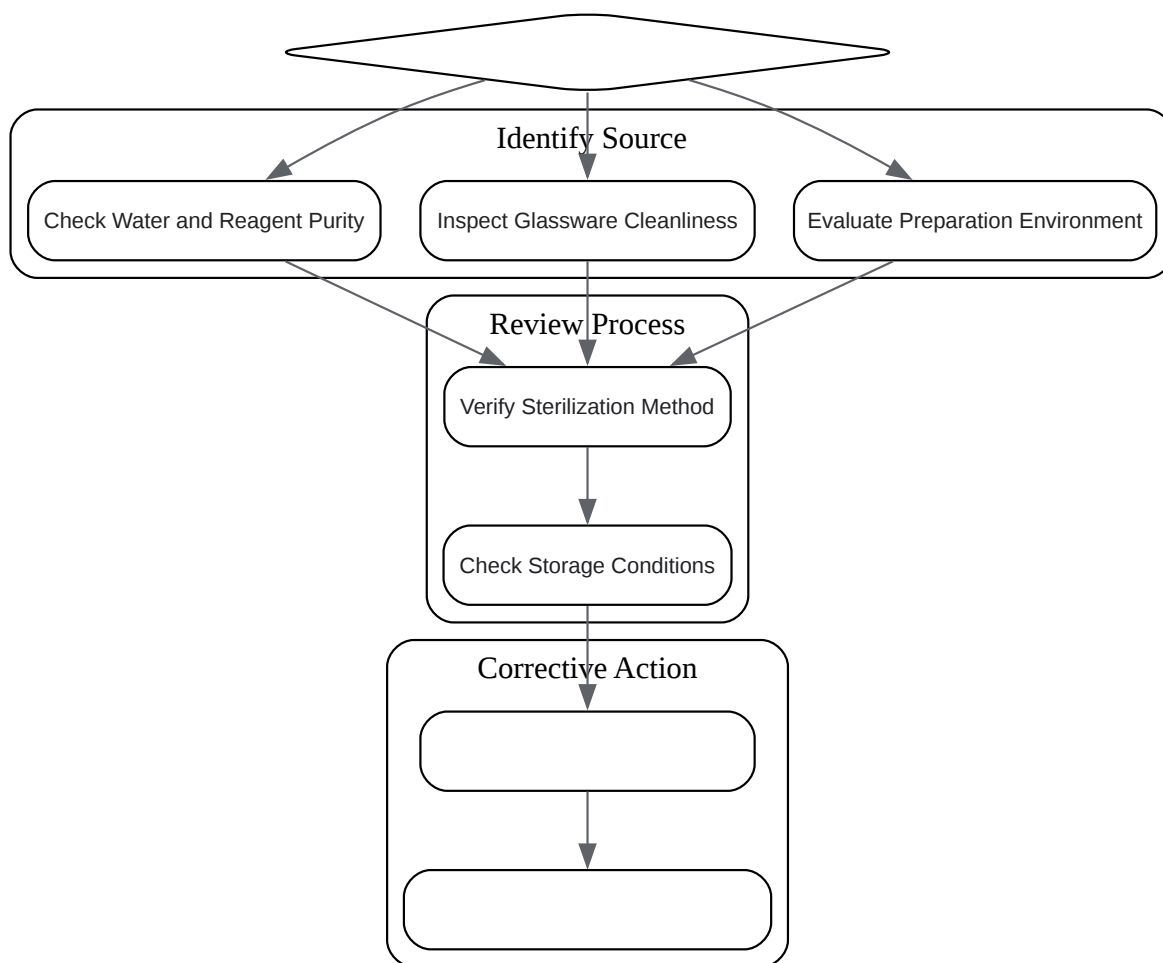 Identify Source
Check Water and Reagent Purity
Inspect Glassware Cleanliness
Evaluate Preparation Environment
Review Process
Verify Sterilization Method
Check Storage Conditions
Corrective Action